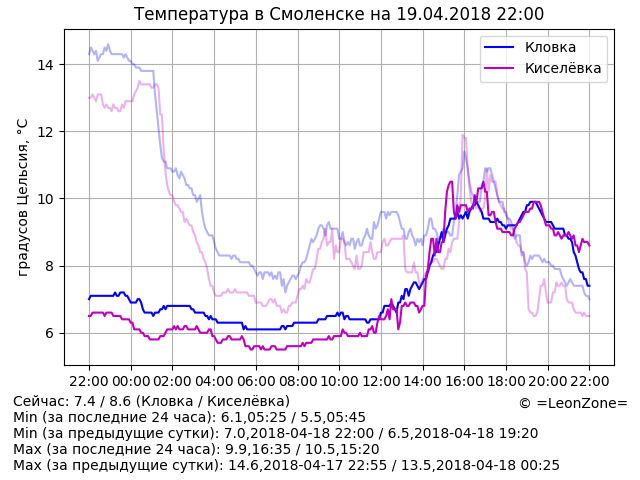 Температура в Смоленске на 19.04.2018 22:00
Кловка
Киселёвка
градусов Цельсия, °C
14
12
10
8
6
22:00 00:00 02:00 04:00 06:00 08:00 10:00 12:00 14:00 16:00 18:00 20:00 22:00
Сейчас: 7.4 / 8.6 (Кловка / Киселёвка)
© =LeonZone=
Min (за последние 24 часа): 6.1,05:25 / 5.5,05:45
Min (за предыдущие сутки): 7.0,2018-04-18 22:00 / 6.5,2018-04-18 19:20
Max (за последние 24 часа): 9.9,16:35 / 10.5,15:20
Max (за предыдущие сутки): 14.6,2018-04-17 22:55 / 13.5,2018-04-18 00:25